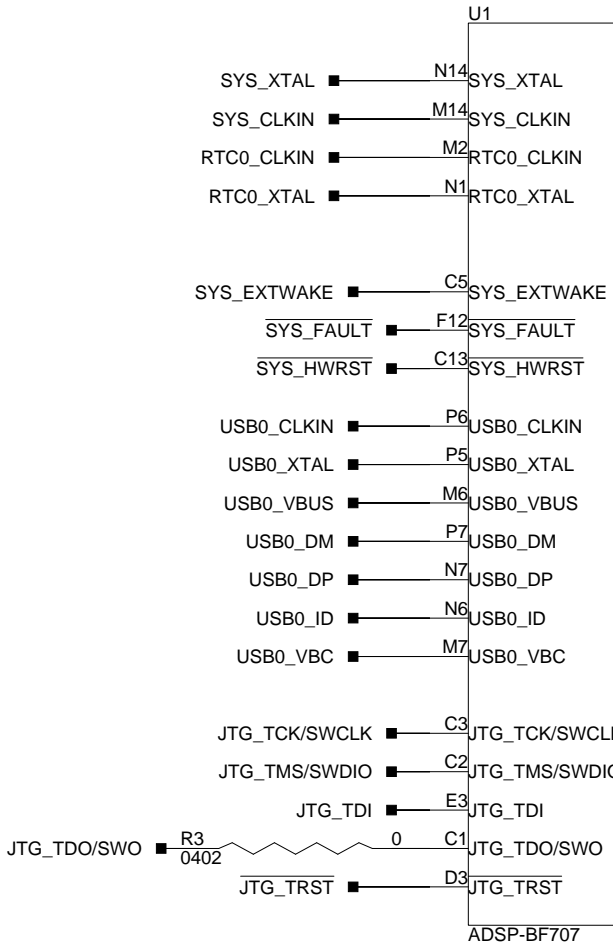 U1
SYS_XTAL N14 SYS_XTAL
SYS_CLKIN M14 SYS_CLKIN
RTC0_CLKIN M2 RTC0_CLKIN
RTC0_XTAL N1 RTC0_XTAL
SYS_EXTWAKE C5 SYS_EXTWAKE
SYS_FAULT F12 SYS_FAULT
SYS_HWRST C13 SYS_HWRST
USB0_CLKIN P6 USB0_CLKIN
USB0_XTAL P5 USB0_XTAL
USB0_VBUS M6 USB0_VBUS
USB0_DM P7 USB0_DM
USB0_DP N7 USB0_DP
USB0_ID N6 USB0_ID
USB0_VBC M7 USB0_VBC
JTG_TCK/SWCLK C3 JTG_TCK/SWCL
JTG_TMS/SWDIO C2 JTG_TMS/SWDIO
JTG_TDI E3 JTG_TDI
JTG_TDO/SWO R3 0 C1 JTG_TDO/SWO
0402
JTG_TRST D3 JTG_TRST
ADSP-BF707